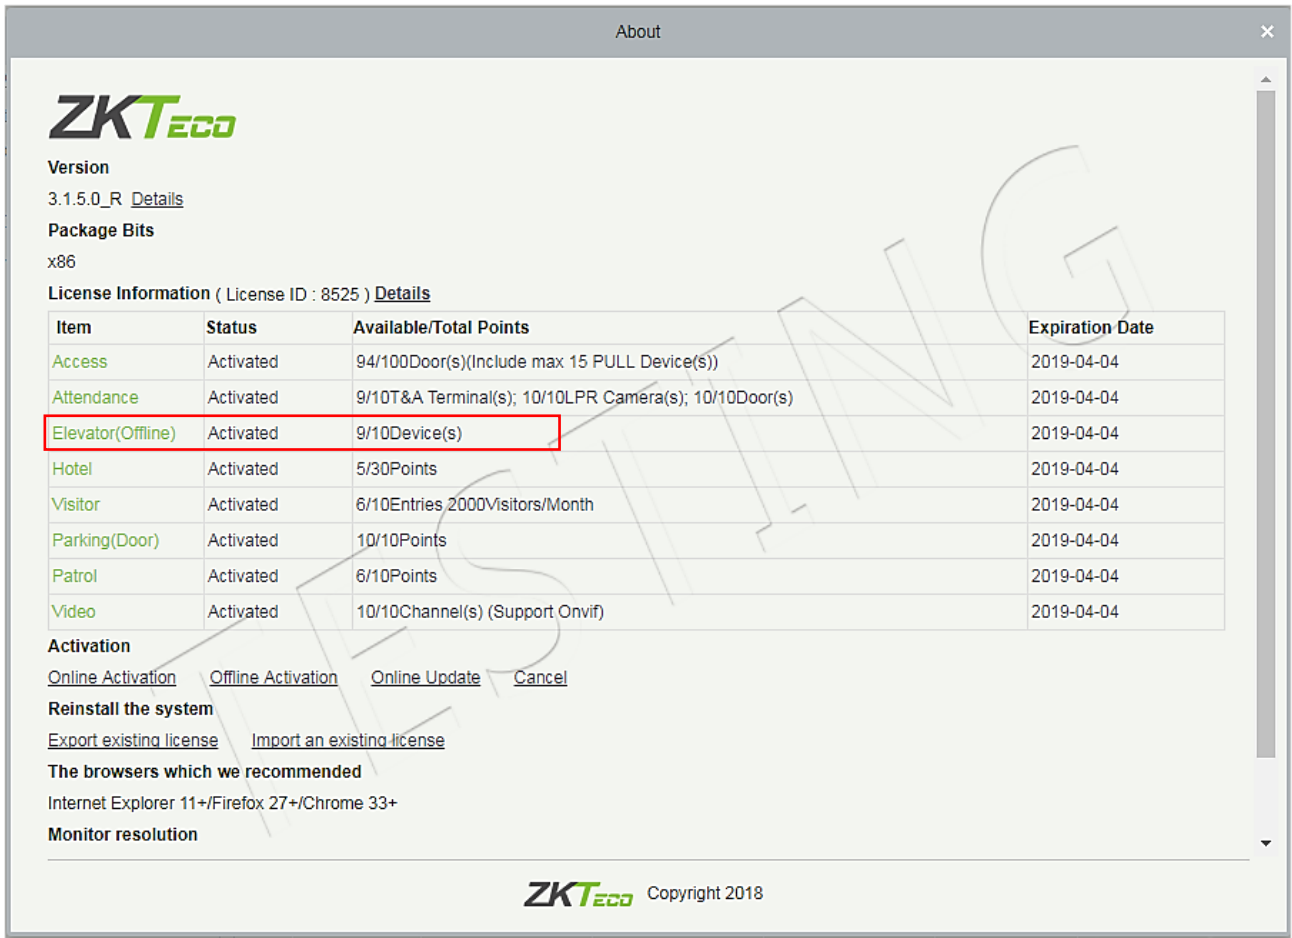 About
ZKTECO
Version
3.1.5.0_R Details
Package Bits
x86
License Information ( License ID : 8525 ) Details
Item Status Available/Total Points Expiration Date
Access Activated 94/100Door(s)(Include max 15 PULL Device(s)) 2019-04-04
Attendance Activated 9/10T&A Terminal(s); 10/10LPR Camera(s); 10/10Door(s) 2019-04-04
Elevator(Offline) Activated 9/10Device(s) 2019-04-04
Hotel Activated 5/30Points 2019-04-04
Visitor Activated 6/10Entries 2000Visitors/Month 2019-04-04
Parking(Door) Activated 10/10Points 2019-04-04
Patrol Activated 6/10Points 2019-04-04
Video Activated 10/10Channel(s) (Support Onvif) 2019-04-04
TESTING
Activation
Online Activation Offline Activation Online Update Cancel
Reinstall the system
Export existing license Import an existing license
The browsers which we recommended
Internet Explorer 11+/Firefox 27+/Chrome 33+
Monitor resolution
ZKTECO Copyright 2018